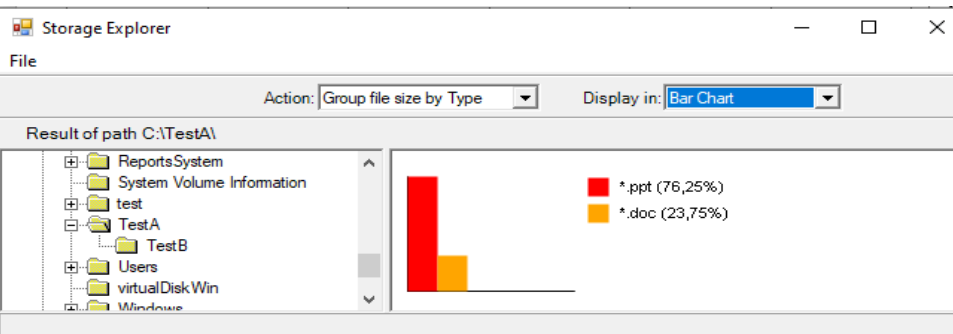 Storage Explorer
File
Action: Group file size by Type Display in: Bar Chart
Result of path C:\TestA\
ReportsSystem
System Volume Information
test
TestA
TestB
Users
virtualDiskWin
Windows
*.ppt (76,25%)
*.doc (23,75%)